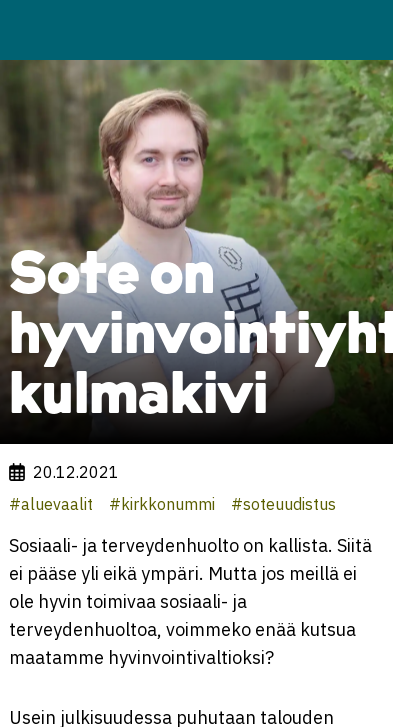 Sote on
kulmakivi
20.12.2021
#aluevaalit #kirkkonummi #soteuudistus
Sosiaali- ja terveydenhuolto on kallista. Siitä
ei pääse yli eikä ympäri. Mutta jos meillä ei
ole hyvin toimivaa sosiaali- ja
terveydenhuoltoa, voimmeko enää kutsua
maatamme hyvinvointivaltioksi?
Usein julkisuudessa puhutaan talouden